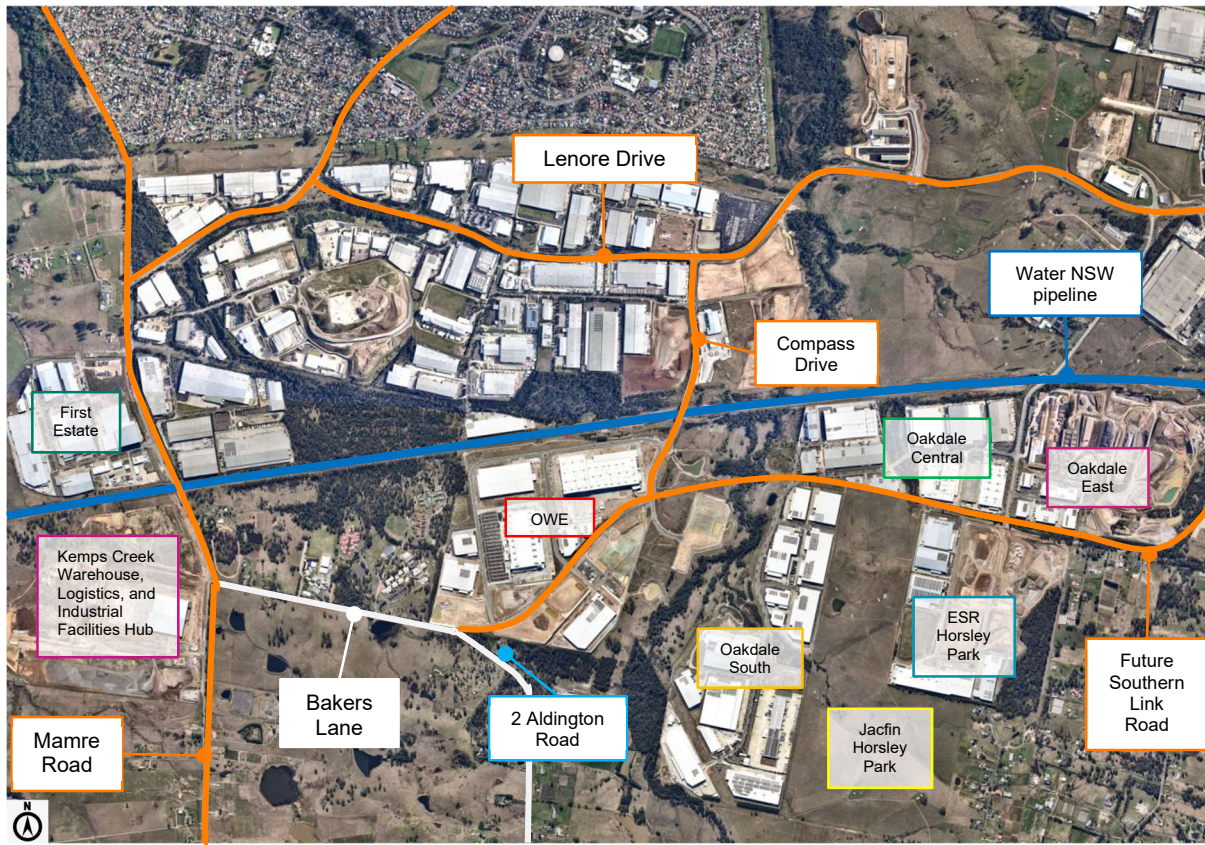 Lenore Drive
Water NSW
pipeline
Compass
Drive
First
Estate
Oakdale
Central
Oakdale
East
OWE
Kemps Creek
Warehouse,
Logistics, and
Industrial
Facilities Hub
ESR
Horsley
Park
Oakdale
South
Future
Southern
Link
Road
Bakers
Lane
2 Aldington
Road
Jacfin
Horsley
Park
Mamre
Road
N